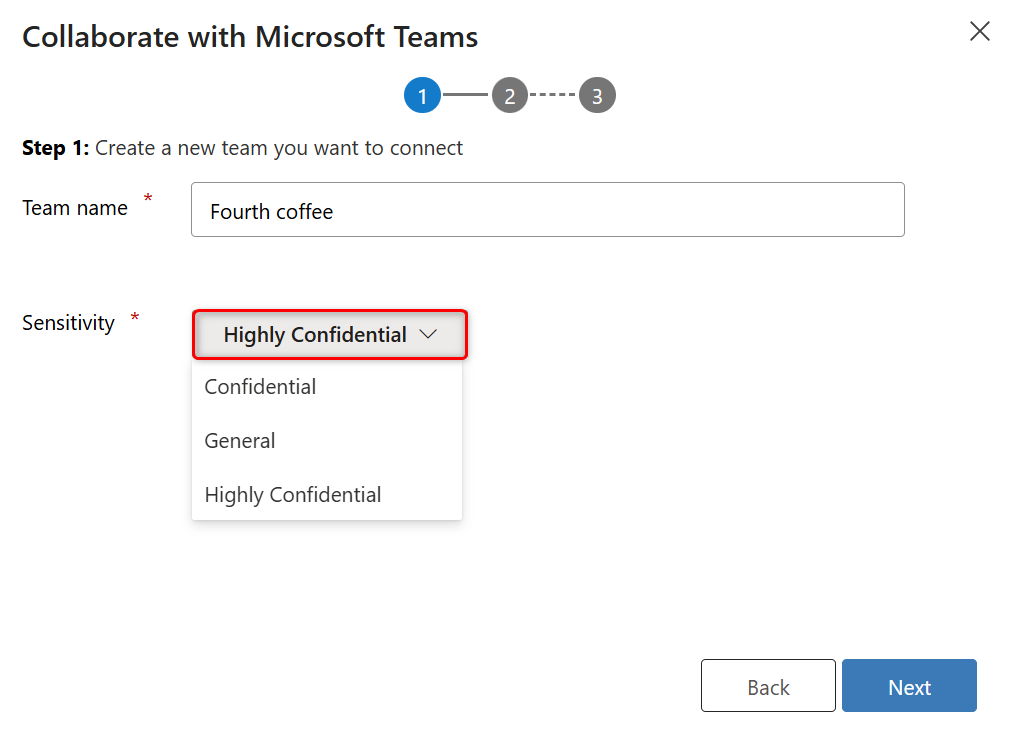 Collaborate with Microsoft Teams
1 2 3
Step 1: Create a new team you want to connect
Team name * Fourth coffee
Sensitivity * Highly Confidential
Confidential
General
Highly Confidential
Back Next